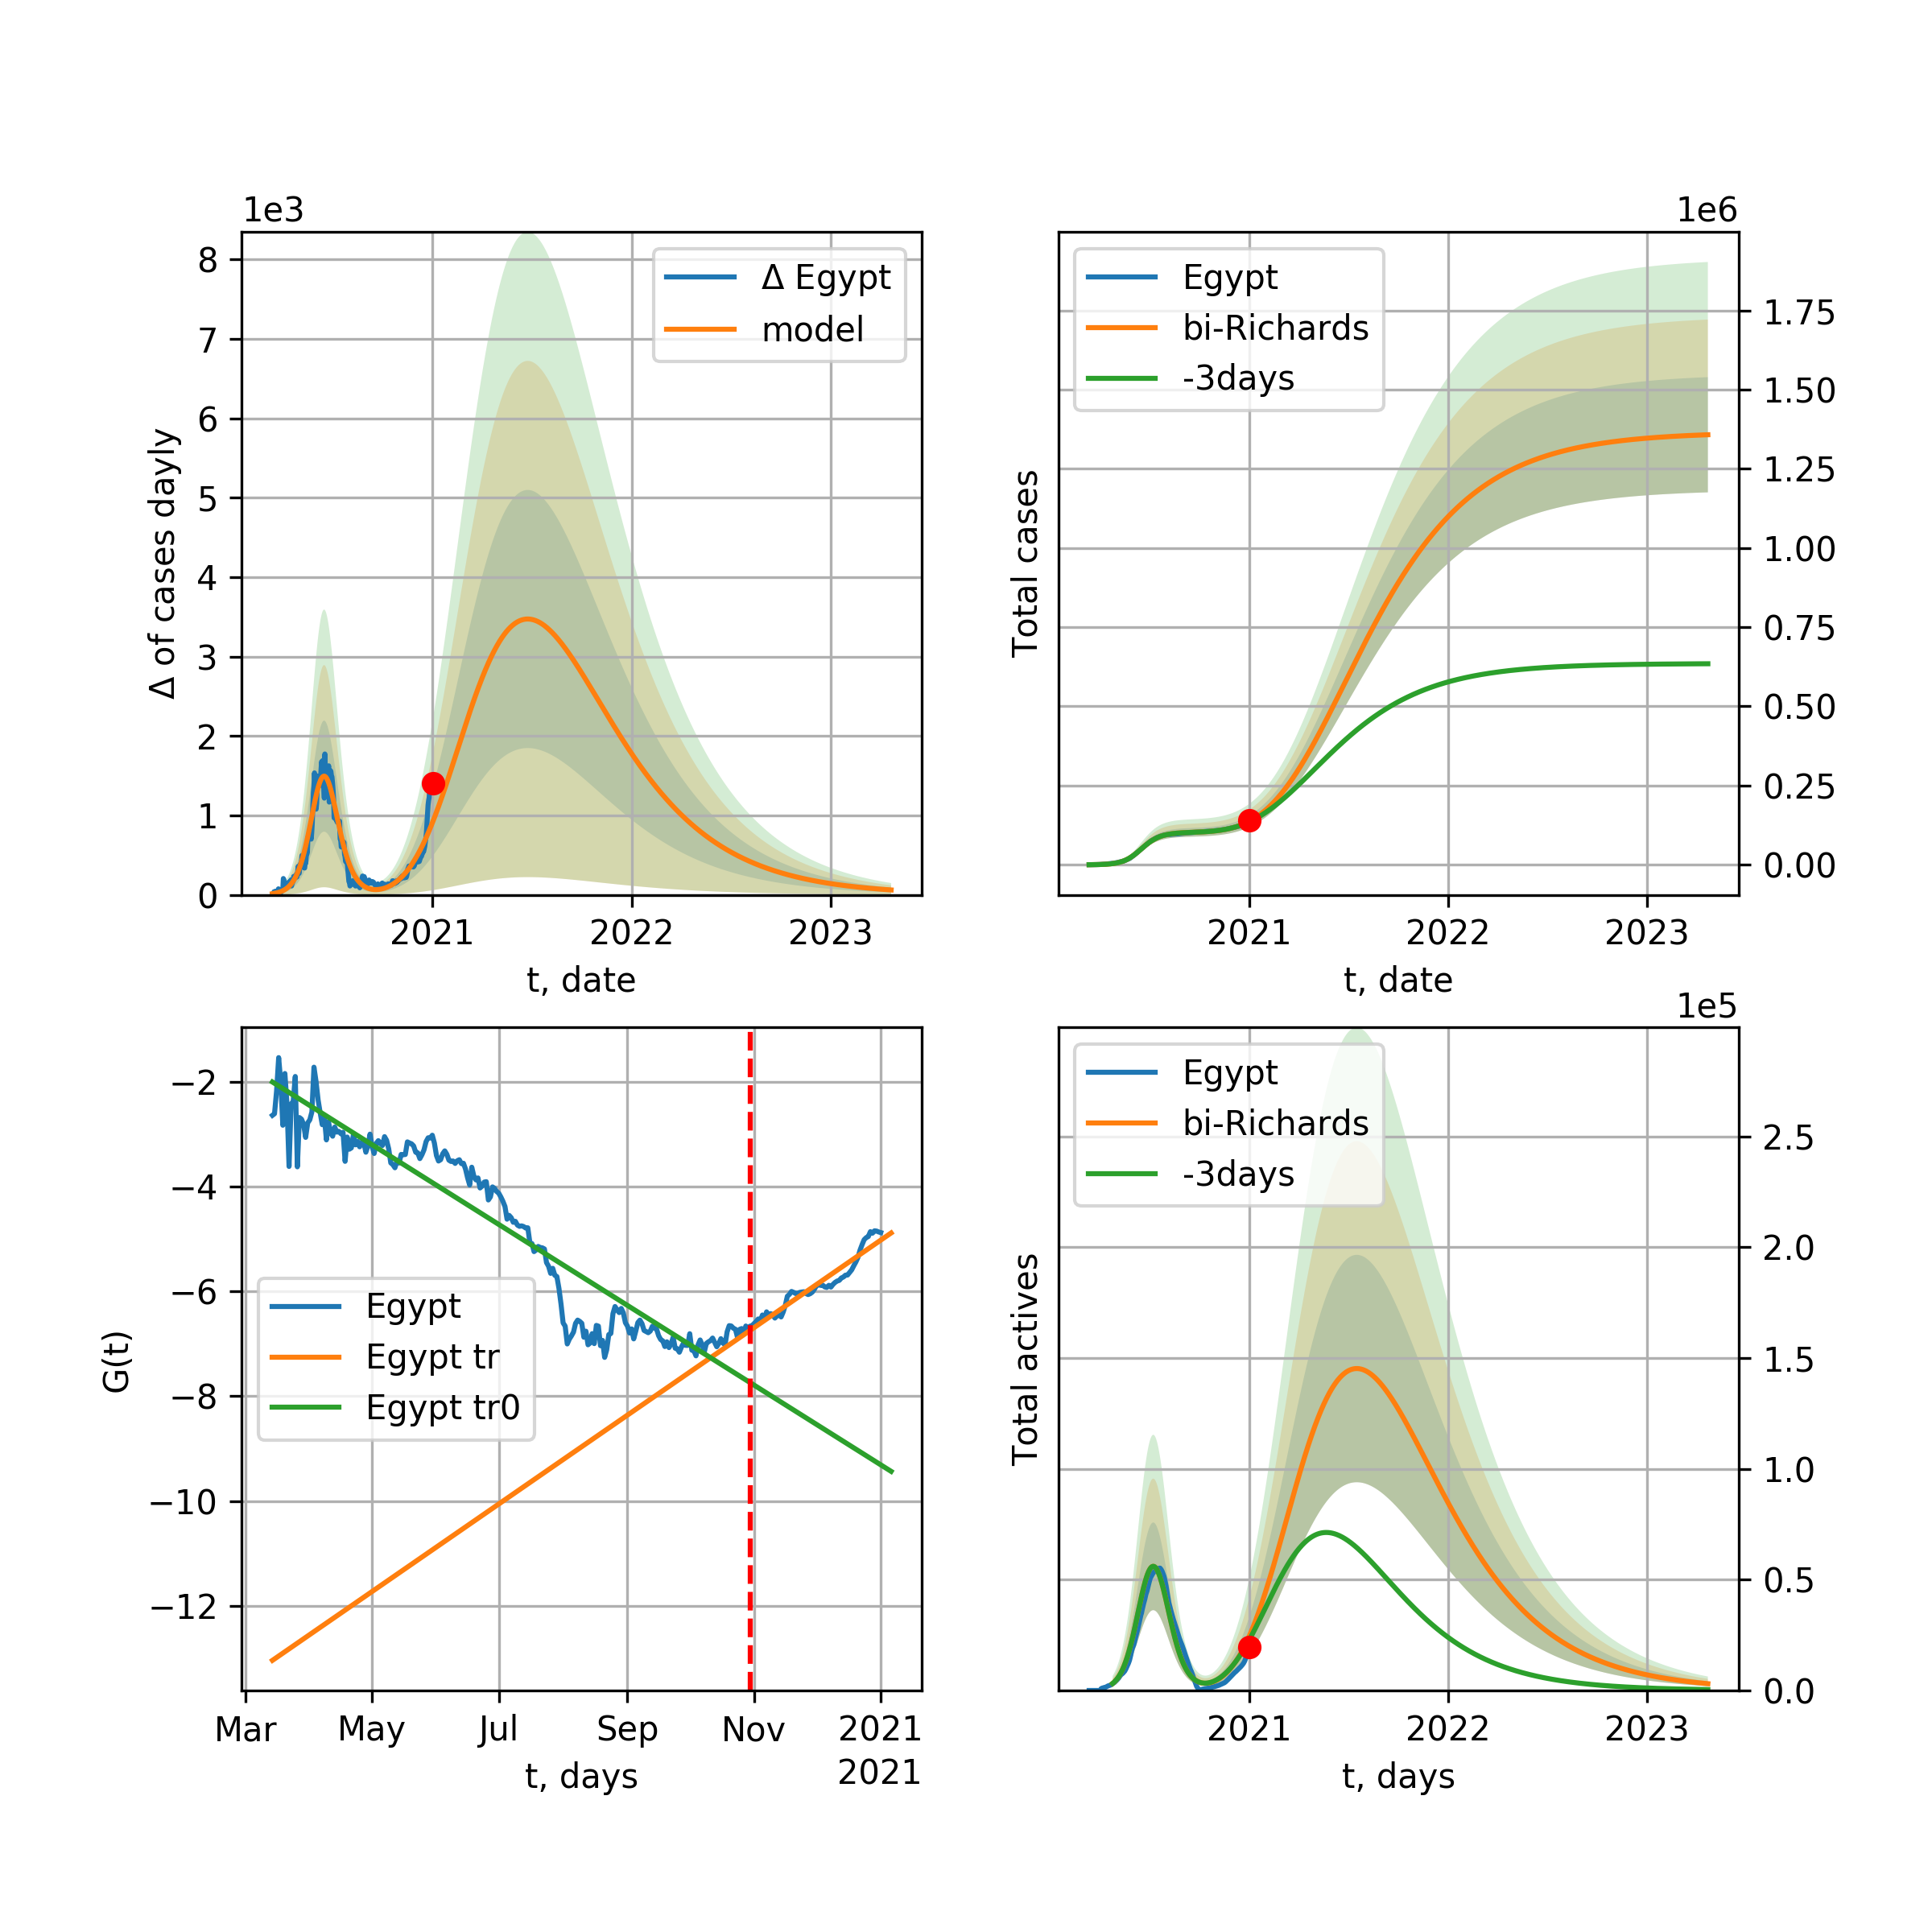 1e3
8
7
6
5
4
3
2
1
0
Δ of cases dayly
Δ Egypt
model
2021 2022 2023
t, date
1e6
Egypt
bi-Richards
-3days
Total cases
1.75
1.50
1.25
1.00
0.75
0.50
0.25
0.00
2021 2022 2023
t, date
−2
−4
−6
−8
−10
−12
G(t)
Egypt
Egypt tr
Egypt tr0
Mar May Jul Sep Nov 2021
2021
t, days
1e5
Egypt
bi-Richards
-3days
Total actives
2.5
2.0
1.5
1.0
0.5
0.0
2021 2022 2023
t, days